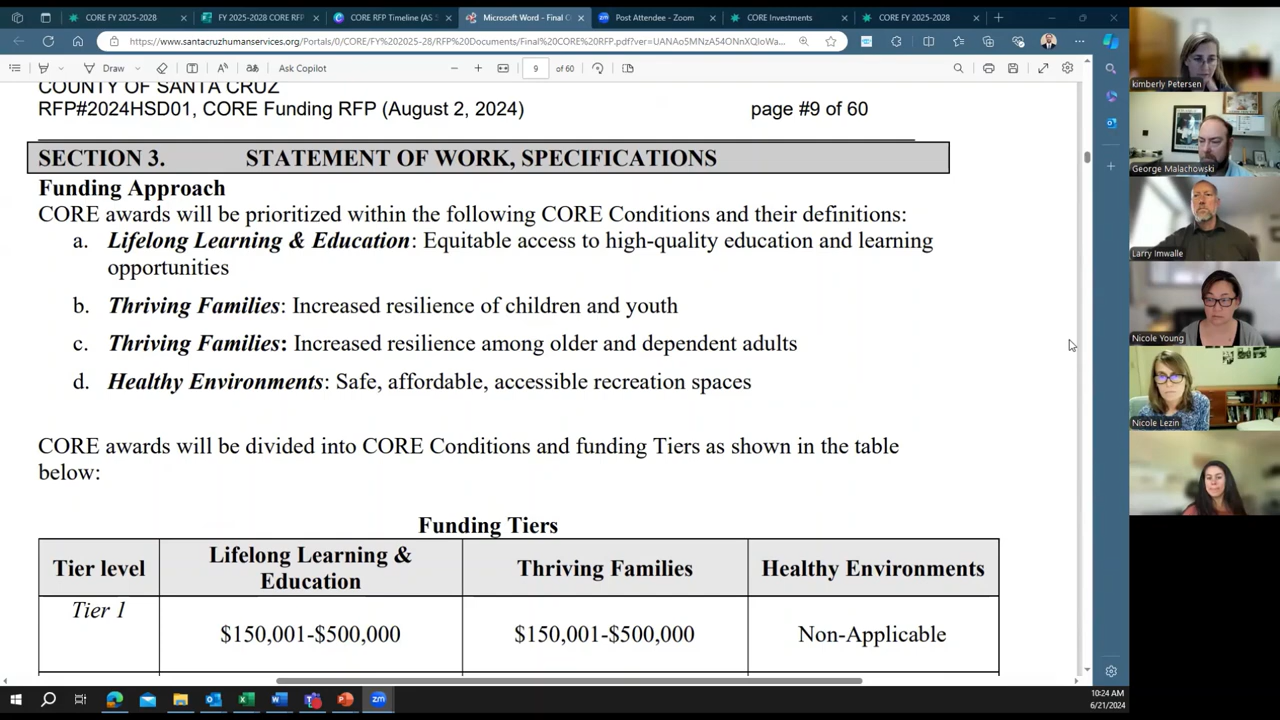 CORE FY 2025-2028
FY 2025-2028 CORE RFP
CORE RFP Timeline (AS S
Microsoft Word - Final C
Post Attendee - Zoom
CORE Investments
CORE FY 2025-2028
https://www.santacruzhumanservices.org/Portals/0/CORE/FY%202025-28/RFP%20Documents/Final%20CORE%20RFP.pdf?ver=UANAo5MNzA54ONnXQloWa...
Draw
Ask Copilot
9 of 60
COUNTY OF SANTA CRUZ
RFP#2024HSD01, CORE Funding RFP (August 2, 2024) page #9 of 60
SECTION 3. STATEMENT OF WORK, SPECIFICATIONS
Funding Approach
CORE awards will be prioritized within the following CORE Conditions and their definitions:
a. Lifelong Learning & Education: Equitable access to high-quality education and learning
opportunities
b. Thriving Families: Increased resilience of children and youth
c. Thriving Families: Increased resilience among older and dependent adults
d. Healthy Environments: Safe, affordable, accessible recreation spaces
CORE awards will be divided into CORE Conditions and funding Tiers as shown in the table
below:
Funding Tiers
Tier level
Lifelong Learning &
Education
Thriving Families
Healthy Environments
Tier 1
$150,001-$500,000
$150,001-$500,000
Non-Applicable
kimberly Petersen
George Malachowski
Larry Imwalle
Nicole Young
Nicole Lezin
10:24 AM
6/21/2024